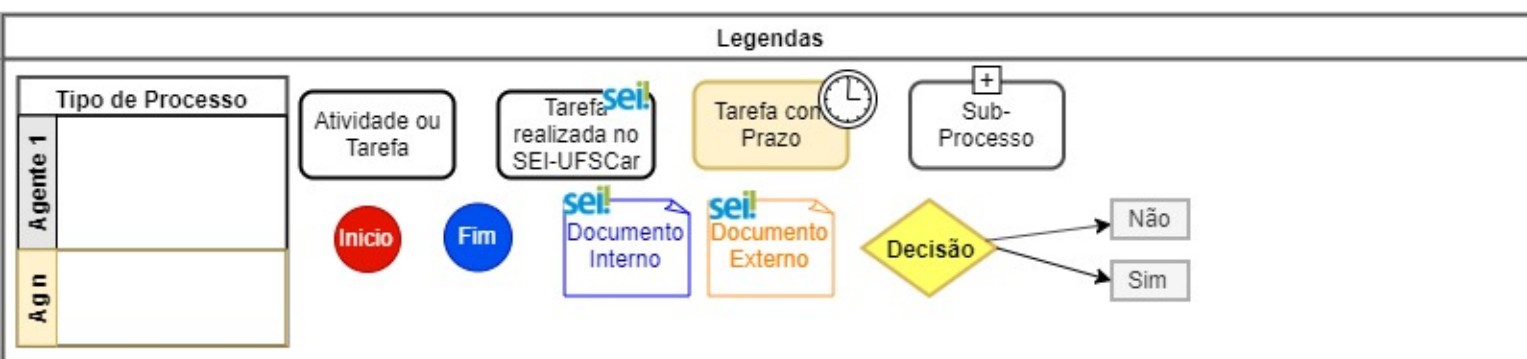 Legendas
Tipo de Processo
Agente 1
Ag n
Atividade ou
Tarefa
sei!
Tarefa
realizada no
SEI-UFSCar
Tarefa com
Prazo
+
Sub-
Processo
Inicio
Fim
sei!
Documento
Interno
sei!
Documento
Externo
Decisão
Não
Sim